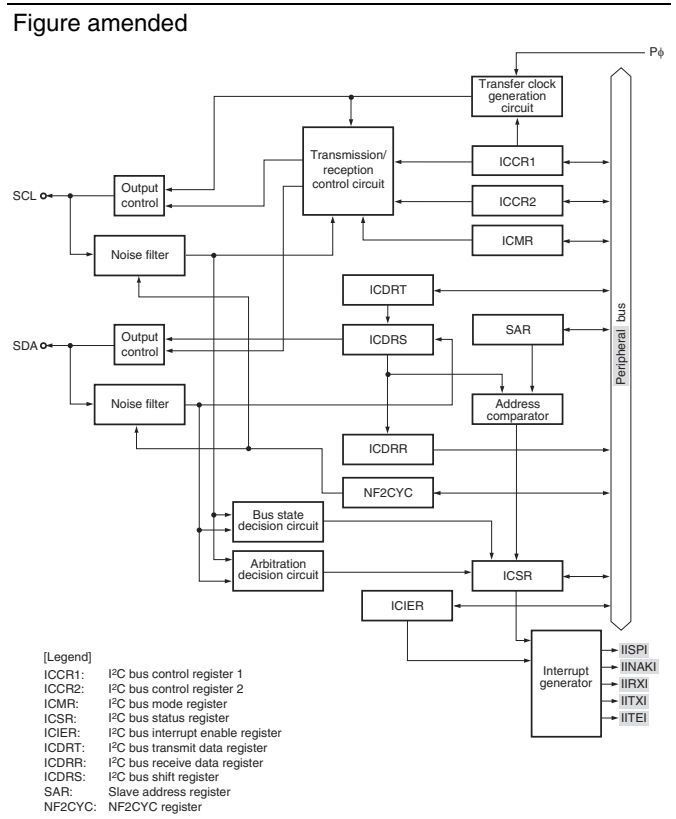 Figure amended
Pϕ
Transfer clock
generation
circuit
Transmission/
reception
control circuit
ICCR1
SCL
Output
control
ICCR2
ICMR
Noise filter
ICDRT
Peripheral bus
SDA
Output
control
ICDRS
SAR
Noise filter
Address
comparator
ICDRR
NF2CYC
Bus state
decision circuit
Arbitration
decision circuit
ICSR
ICIER
Interrupt
generator
IISPI
IINAKI
IIRXI
IITXI
IITEI
[Legend]
ICCR1: I²C bus control register 1
ICCR2: I²C bus control register 2
ICMR: I²C bus mode register
ICSR: I²C bus status register
ICIER: I²C bus interrupt enable register
ICDRT: I²C bus transmit data register
ICDRR: I²C bus receive data register
ICDRS: I²C bus shift register
SAR: Slave address register
NF2CYC: NF2CYC register